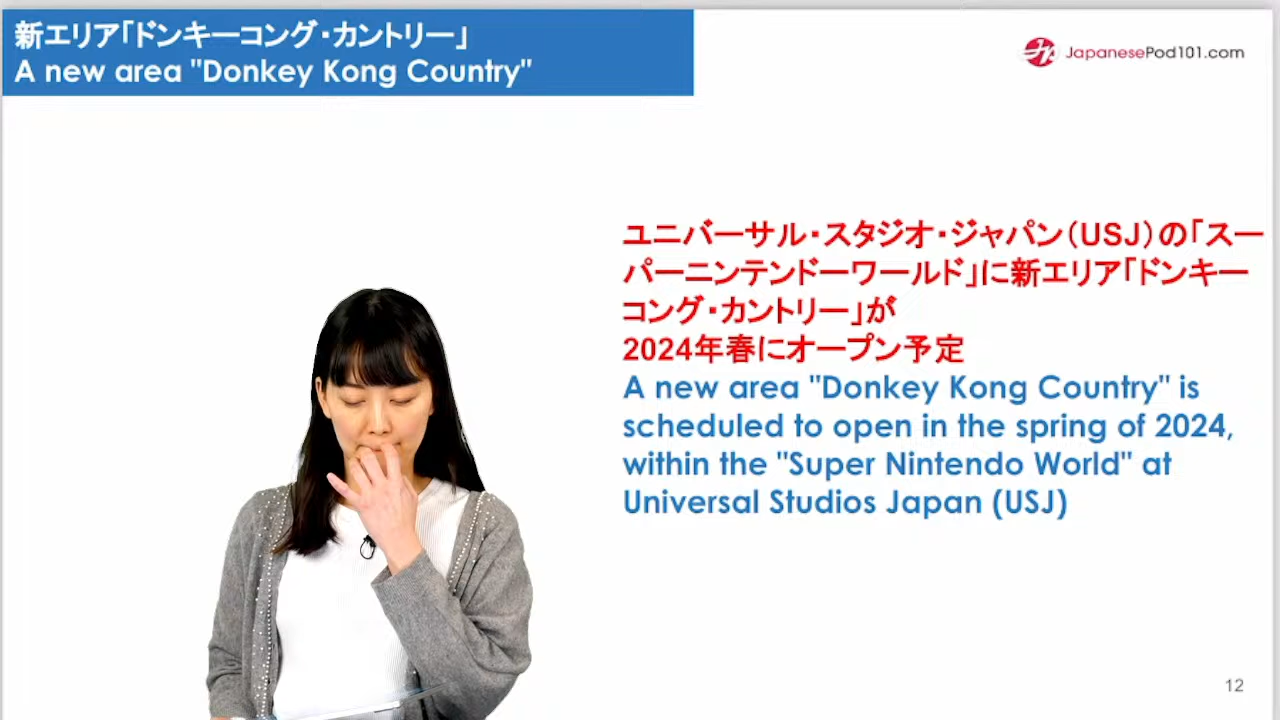 新エリア「ドンキーコング・カントリー」
A new area "Donkey Kong Country"
JapanesePod101.com
ユニバーサル・スタジオ・ジャパン(USJ)の「スー
パーニンテンドーワールド」に新エリア「ドンキー
コング・カントリー」が
2024年春にオープン予定
A new area "Donkey Kong Country" is
scheduled to open in the spring of 2024,
within the "Super Nintendo World" at
Universal Studios Japan (USJ)
12